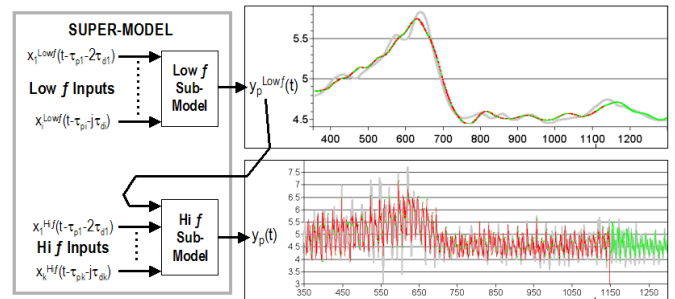 SUPER-MODEL
x₁ᴸᵒʷᶠ(t-τp1-2τd1)
Low f Inputs
xᵢᴸᵒʷᶠ(t-τpi-jτdi)
Low f
Sub-
Model
ypᴸᵒʷᶠ(t)
5.5
5
4.5
400 500 600 700 800 900 1000 1100 1200
x₁ᴴⁱᶠ(t-τp1-2τd1)
Hi f Inputs
xₖᴴⁱᶠ(t-τpk-jτdk)
Hi f
Sub-
Model
yp(t)
7.5
7
6.5
6
5.5
5
4.5
4
3.5
3
350 450 550 650 750 850 950 1050 1150 1250